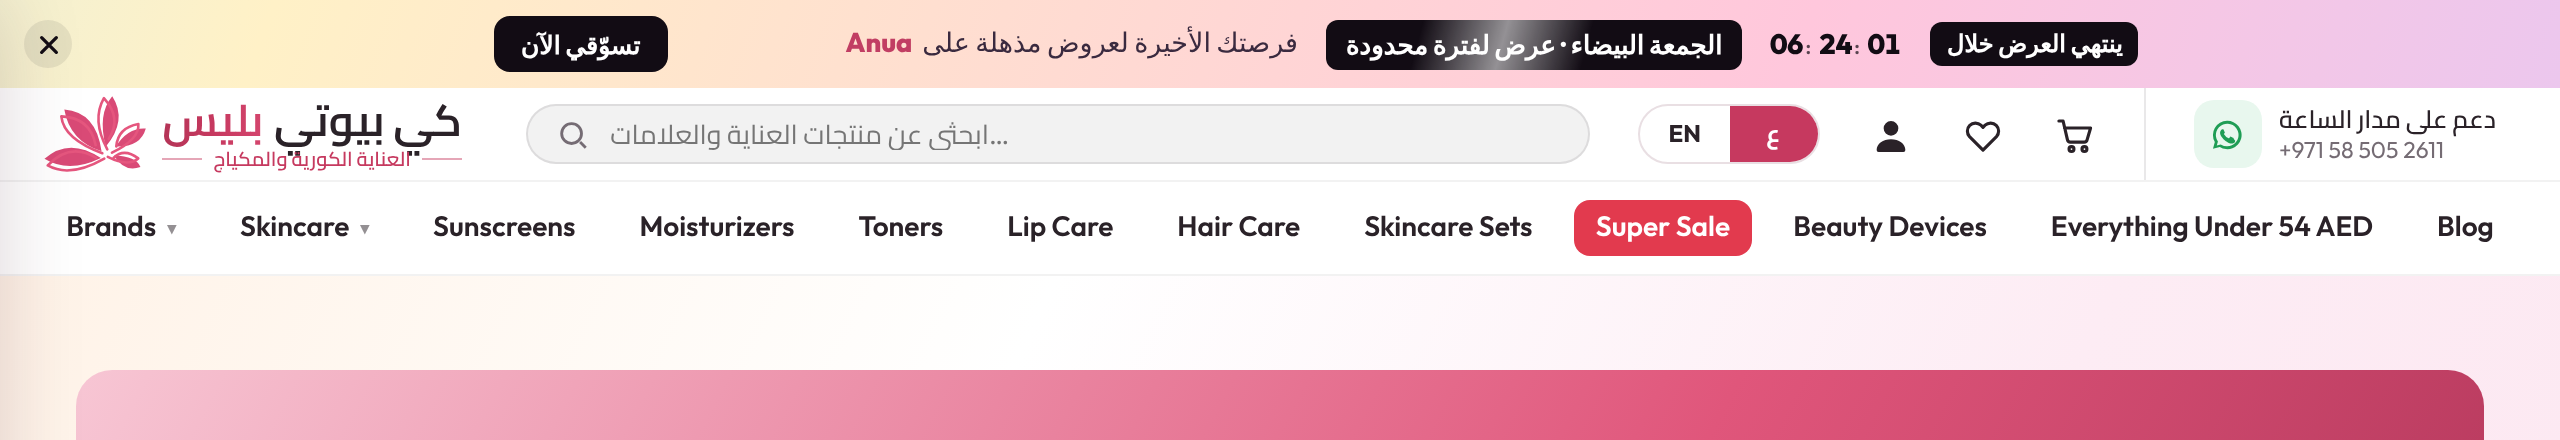 ينتهي العرض خلال
06: 24: 01
الجمعة البيضاء • عرض لفترة محدودة
فرصتك الأخيرة لعروض مذهلة على Anua
تسوّقي الآن
كي بيوتي بليس
العناية الكورية والمكياج
ابحثى عن منتجات العناية والعلامات...
EN
ع
دعم على مدار الساعة
+971 58 505 2611
Brands
Skincare
Sunscreens
Moisturizers
Toners
Lip Care
Hair Care
Skincare Sets
Super Sale
Beauty Devices
Everything Under 54 AED
Blog